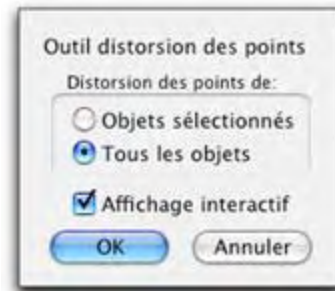 Outil distorsion des points
Distorsion des points de:
Objets sélectionnés
Tous les objets
Affichage interactif
OK
Annuler